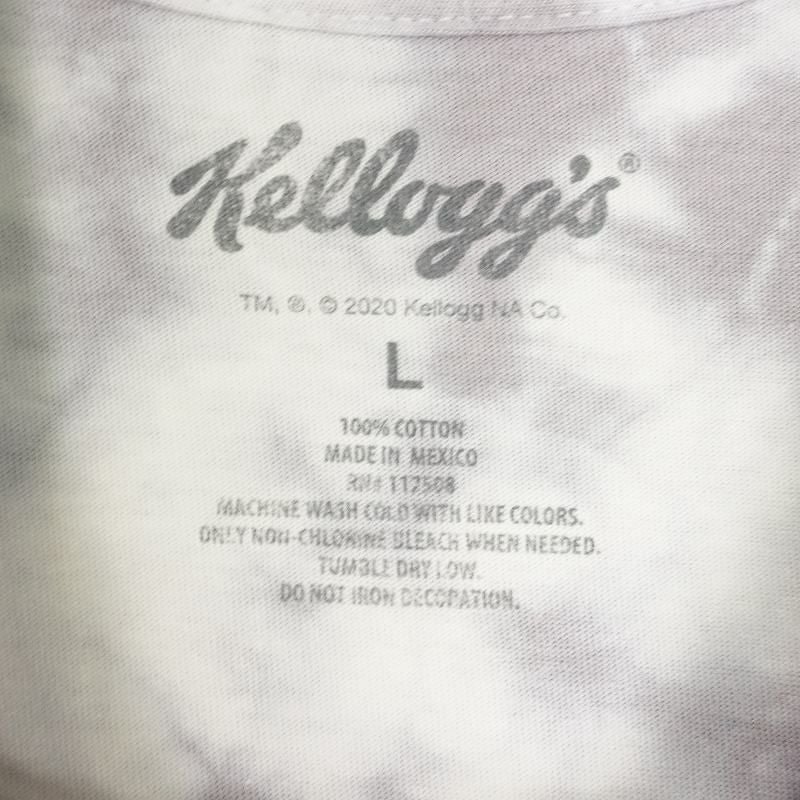 Kellogg's®
TM, ®, © 2020 Kellogg NA Co.
L
100% COTTON
MADE IN MEXICO
RN# 117508
MACHINE WASH COLD WITH LIKE COLORS.
ONLY NON-CHLORINE BLEACH WHEN NEEDED.
TUMBLE DRY LOW.
DO NOT IRON DECORATION.